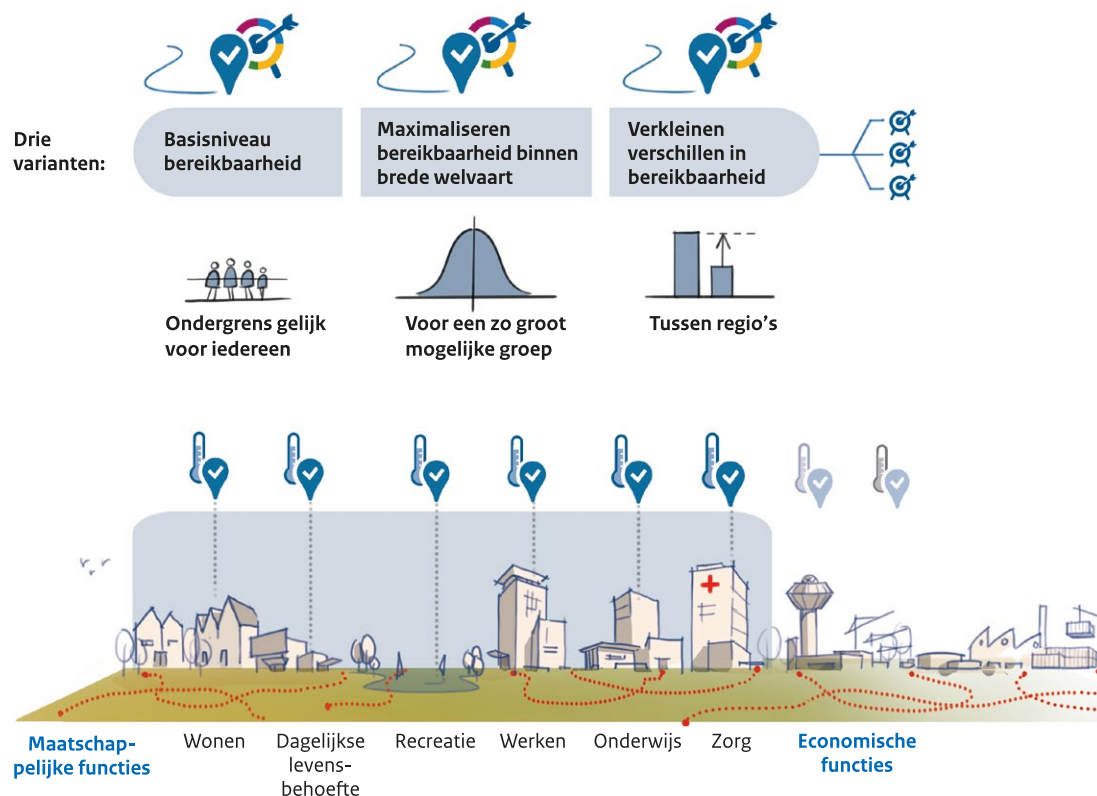 Drie
varianten:
Basisniveau
bereikbaarheid
Maximaliseren
bereikbaarheid binnen
brede welvaart
Verkleinen
verschillen in
bereikbaarheid
Ondergrens gelijk
voor iedereen
Voor een zo groot
mogelijke groep
Tussen regio's
Maatschap-
pelijke functies
Wonen
Dagelijkse
levens-
behoefte
Recreatie
Werken
Onderwijs
Zorg
Economische
functies